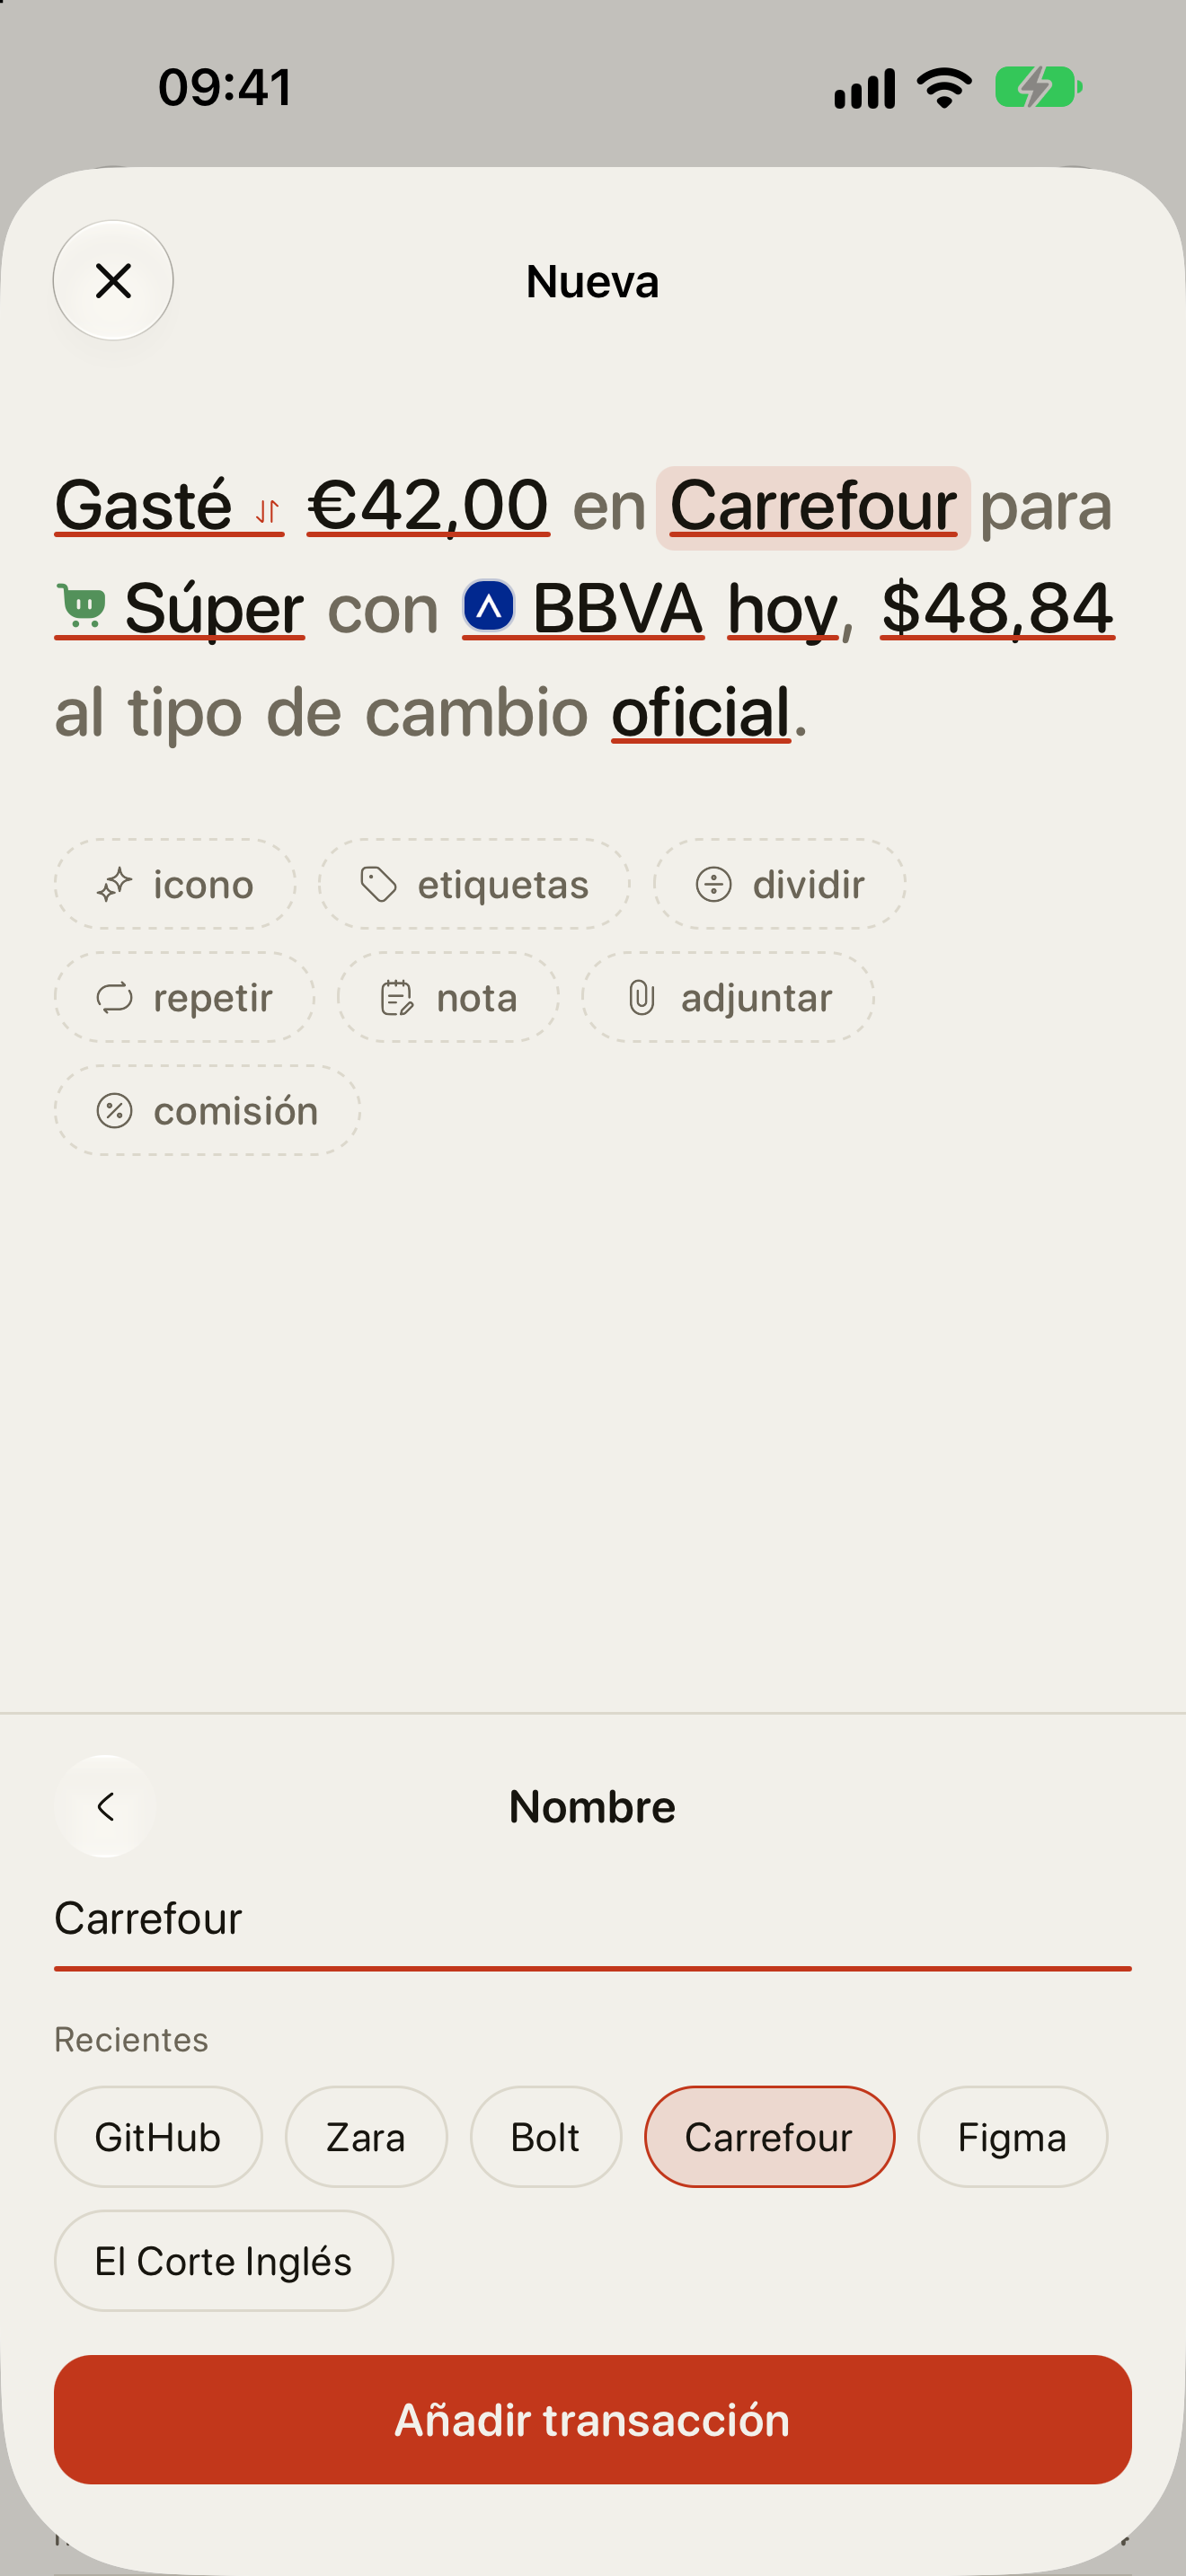 09:41
Nueva
Gasté €42,00 en Carrefour para
Súper con BBVA hoy, $48,84
al tipo de cambio oficial.
icono etiquetas dividir
repetir nota adjuntar
comisión
Nombre
Carrefour
Recientes
GitHub Zara Bolt Carrefour Figma
El Corte Inglés
Añadir transacción